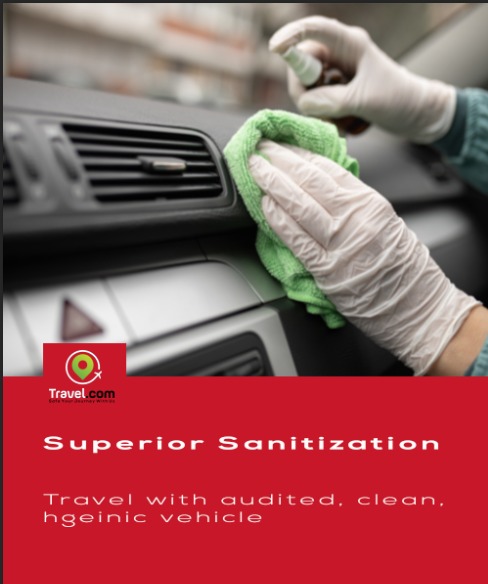 Travel.com
Superior Sanitization
Travel with audited, clean,
hgeinic vehicle